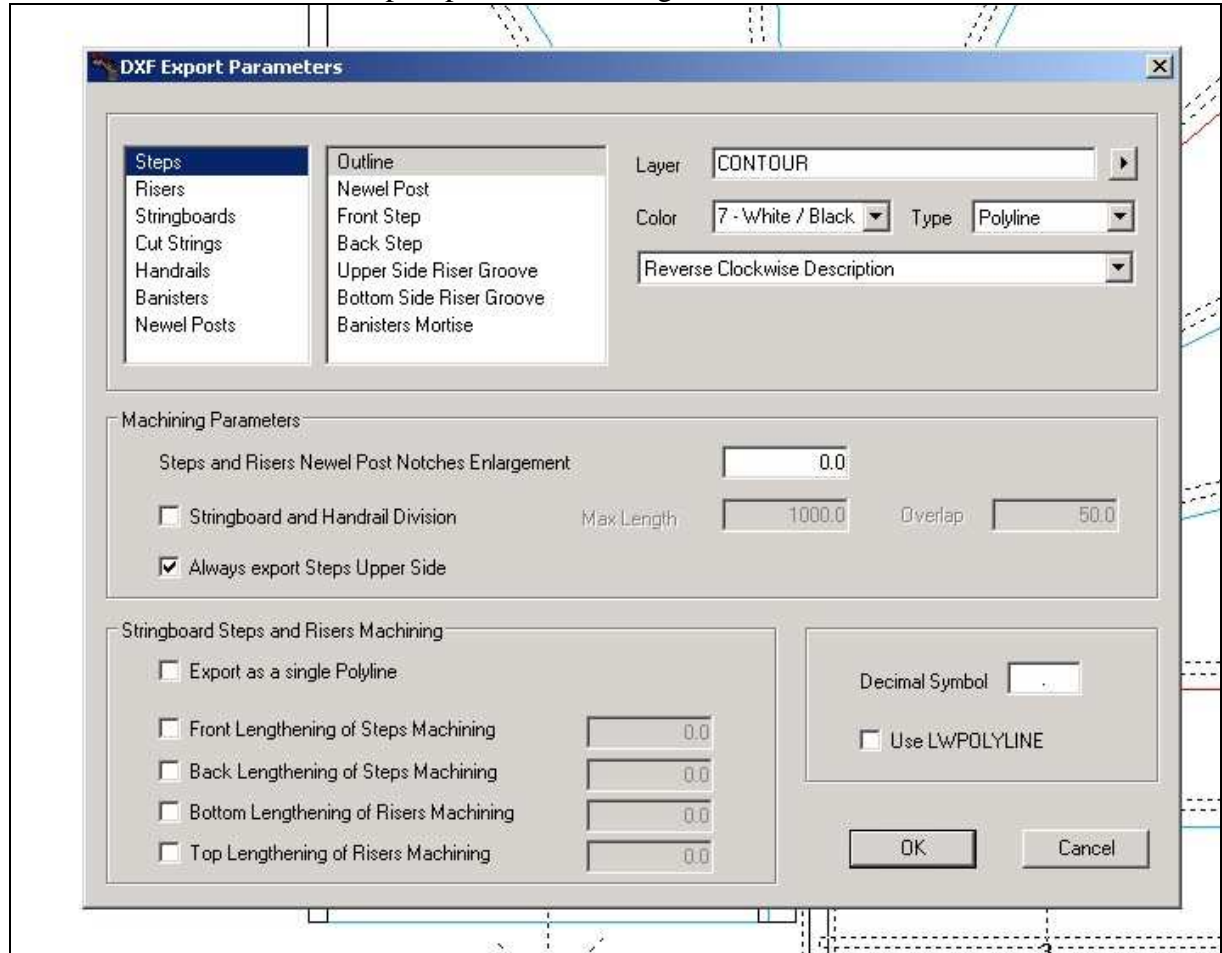 DXF Export Parameters
Steps
Risers
Stringboards
Cut Strings
Handrails
Banisters
Newel Posts
Outline
Newel Post
Front Step
Back Step
Upper Side Riser Groove
Bottom Side Riser Groove
Banisters Mortise
Layer CONTOUR
Color 7 - White / Black Type Polyline
Reverse Clockwise Description
Machining Parameters
Steps and Risers Newel Post Notches Enlargement 0.0
Stringboard and Handrail Division Max Length 1000.0 Overlap 50.0
Always export Steps Upper Side
Stringboard Steps and Risers Machining
Export as a single Polyline
Front Lengthening of Steps Machining 0.0
Back Lengthening of Steps Machining 0.0
Bottom Lengthening of Risers Machining 0.0
Top Lengthening of Risers Machining 0.0
Decimal Symbol .
Use LWPOLYLINE
OK Cancel